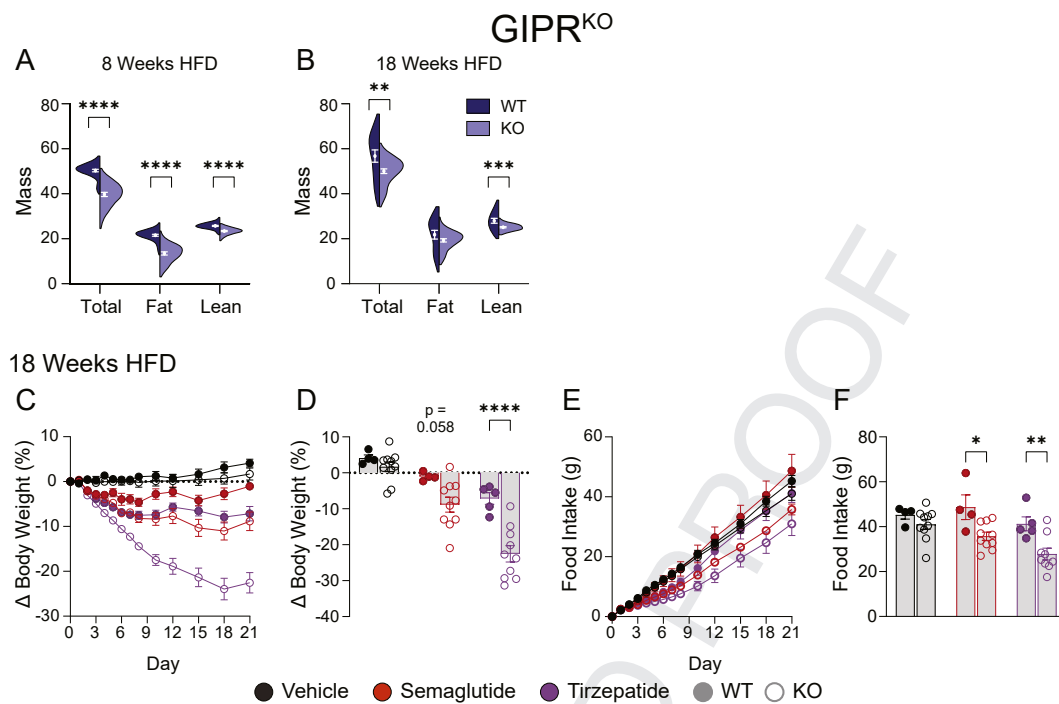 GIPRKO
A
8 Weeks HFD
B
18 Weeks HFD
Mass
80
60
40
20
0
****
****
****
Total
Fat
Lean
Mass
80
60
40
20
0
**
***
WT
KO
Total
Fat
Lean
18 Weeks HFD
C
Δ Body Weight (%)
10
0
-10
-20
-30
0 3 6 9 12 15 18 21
Day
D
Δ Body Weight (%)
10
0
-10
-20
-30
-40
p =
0.058
****
E
Food Intake (g)
60
40
20
0
0 3 6 9 12 15 18 21
Day
F
Food Intake (g)
80
60
40
20
0
*
**
Vehicle
Semaglutide
Tirzepatide
WT
KO
PROOF